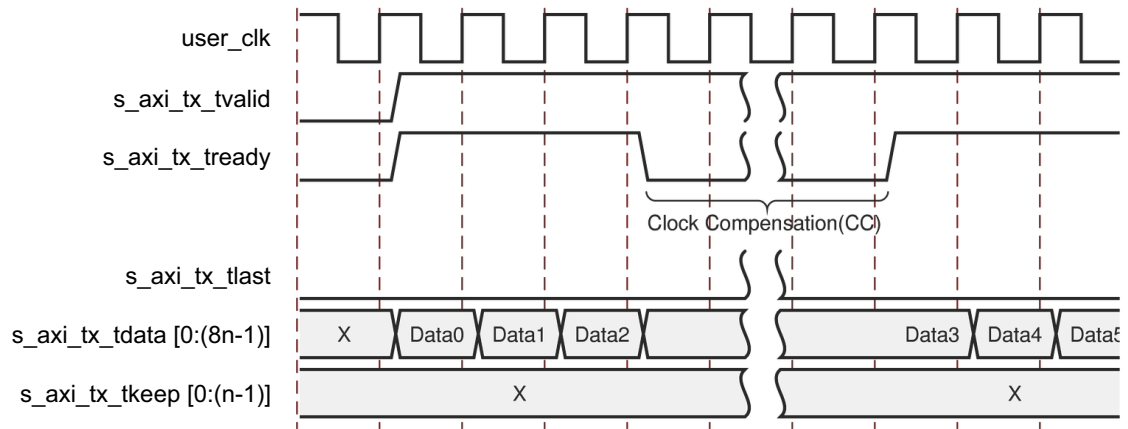 user_clk
s_axi_tx_tvalid
s_axi_tx_tready
Clock Compensation(CC)
s_axi_tx_tlast
s_axi_tx_tdata [0:(8n-1)] X Data0 Data1 Data2 Data3 Data4 Data5
s_axi_tx_tkeep [0:(n-1)] X X